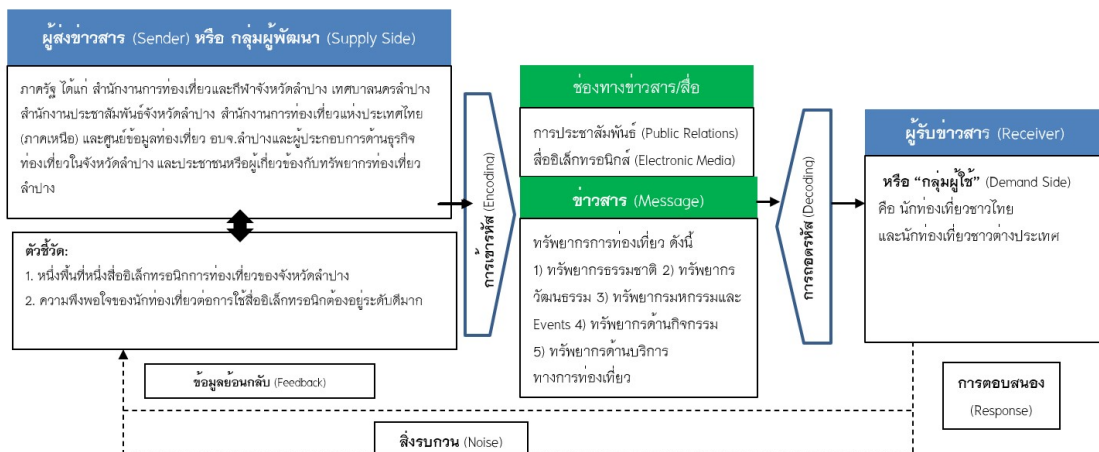 ผู้ส่งข่าวสาร (Sender) หรือ กลุ่มผู้พัฒนา (Supply Side)
ภาครัฐ ได้แก่ สำนักงานการท่องเที่ยวและกีฬาจังหวัดลำปาง เทศบาลนครลำปาง
สำนักงานประชาสัมพันธ์จังหวัดลำปาง สำนักงานการท่องเที่ยวแห่งประเทศไทย
(ภาคเหนือ) และศูนย์ข้อมูลท่องเที่ยว อบจ.ลำปางและผู้ประกอบการด้านธุรกิจ
ท่องเที่ยวในจังหวัดลำปาง และประชาชนหรือผู้เกี่ยวข้องกับทรัพยากรท่องเที่ยว
ลำปาง
ตัวชี้วัด:
1. หนึ่งพื้นที่หนึ่งสื่ออิเล็กทรอนิกการท่องเที่ยวของจังหวัดลำปาง
2. ความพึงพอใจของนักท่องเที่ยวต่อการใช้สื่ออิเล็กทรอนิกต้องอยู่ระดับดีมาก
การเข้ารหัส (Encoding)
ช่องทางข่าวสาร/สื่อ
การประชาสัมพันธ์ (Public Relations)
สื่ออิเล็กทรอนิกส์ (Electronic Media)
ข่าวสาร (Message)
ทรัพยากรการท่องเที่ยว ดังนี้
1) ทรัพยากรธรรมชาติ 2) ทรัพยากร
วัฒนธรรม 3) ทรัพยากรมหกรรมและ
Events 4) ทรัพยากรด้านกิจกรรม
5) ทรัพยากรด้านบริการ
ทางการท่องเที่ยว
การถอดรหัส (Decoding)
ผู้รับข่าวสาร (Receiver)
หรือ “กลุ่มผู้ใช้” (Demand Side)
คือ นักท่องเที่ยวชาวไทย
และนักท่องเที่ยวชาวต่างประเทศ
ข้อมูลย้อนกลับ (Feedback)
การตอบสนอง
(Response)
สิ่งรบกวน (Noise)